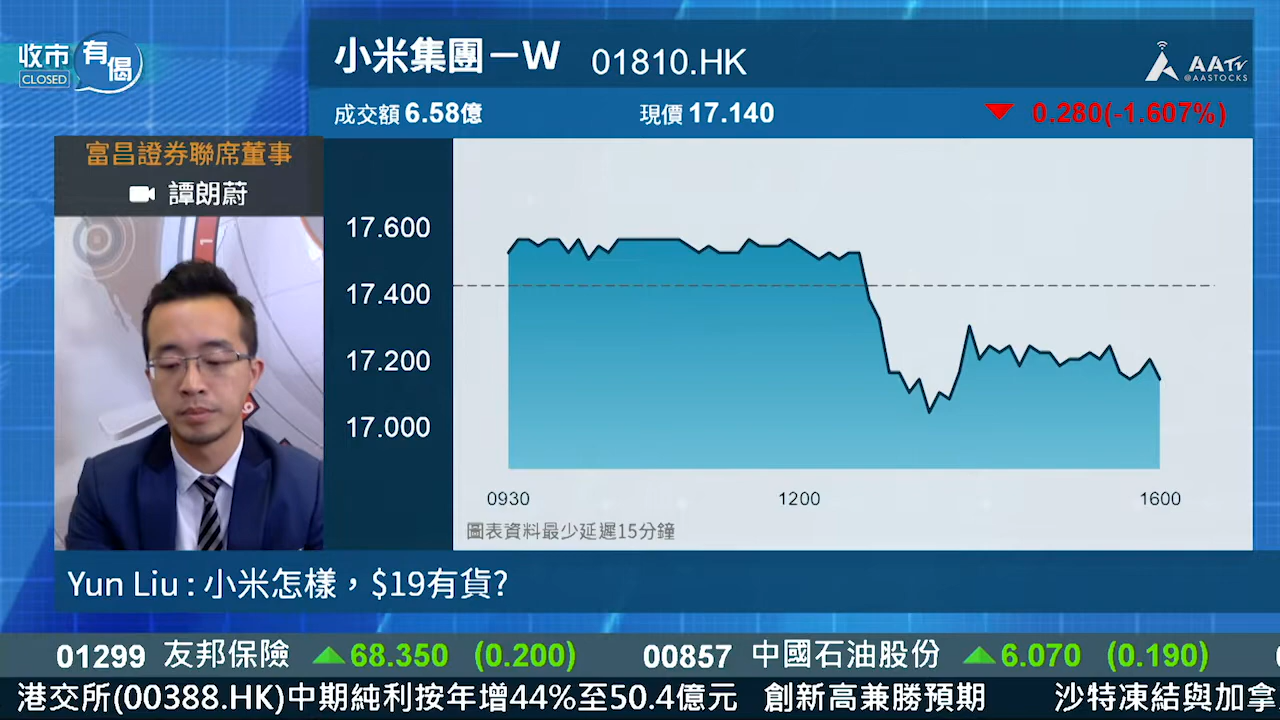 收市
CLOSED
有偈
小米集團－W 01810.HK
AATV
@AASTOCKS
成交額 6.58億 現價 17.140 ▼ 0.280(-1.607%)
富昌證券聯席董事
譚朗蔚
17.600
17.400
17.200
17.000
0930 1200 1600
圖表資料最少延遲15分鐘
Yun Liu : 小米怎樣，$19有貨?
01299 友邦保險 ▲68.350 (0.200) 00857 中國石油股份 ▲6.070 (0.190)
港交所(00388.HK)中期純利按年增44%至50.4億元 創新高兼勝預期 沙特凍結與加拿